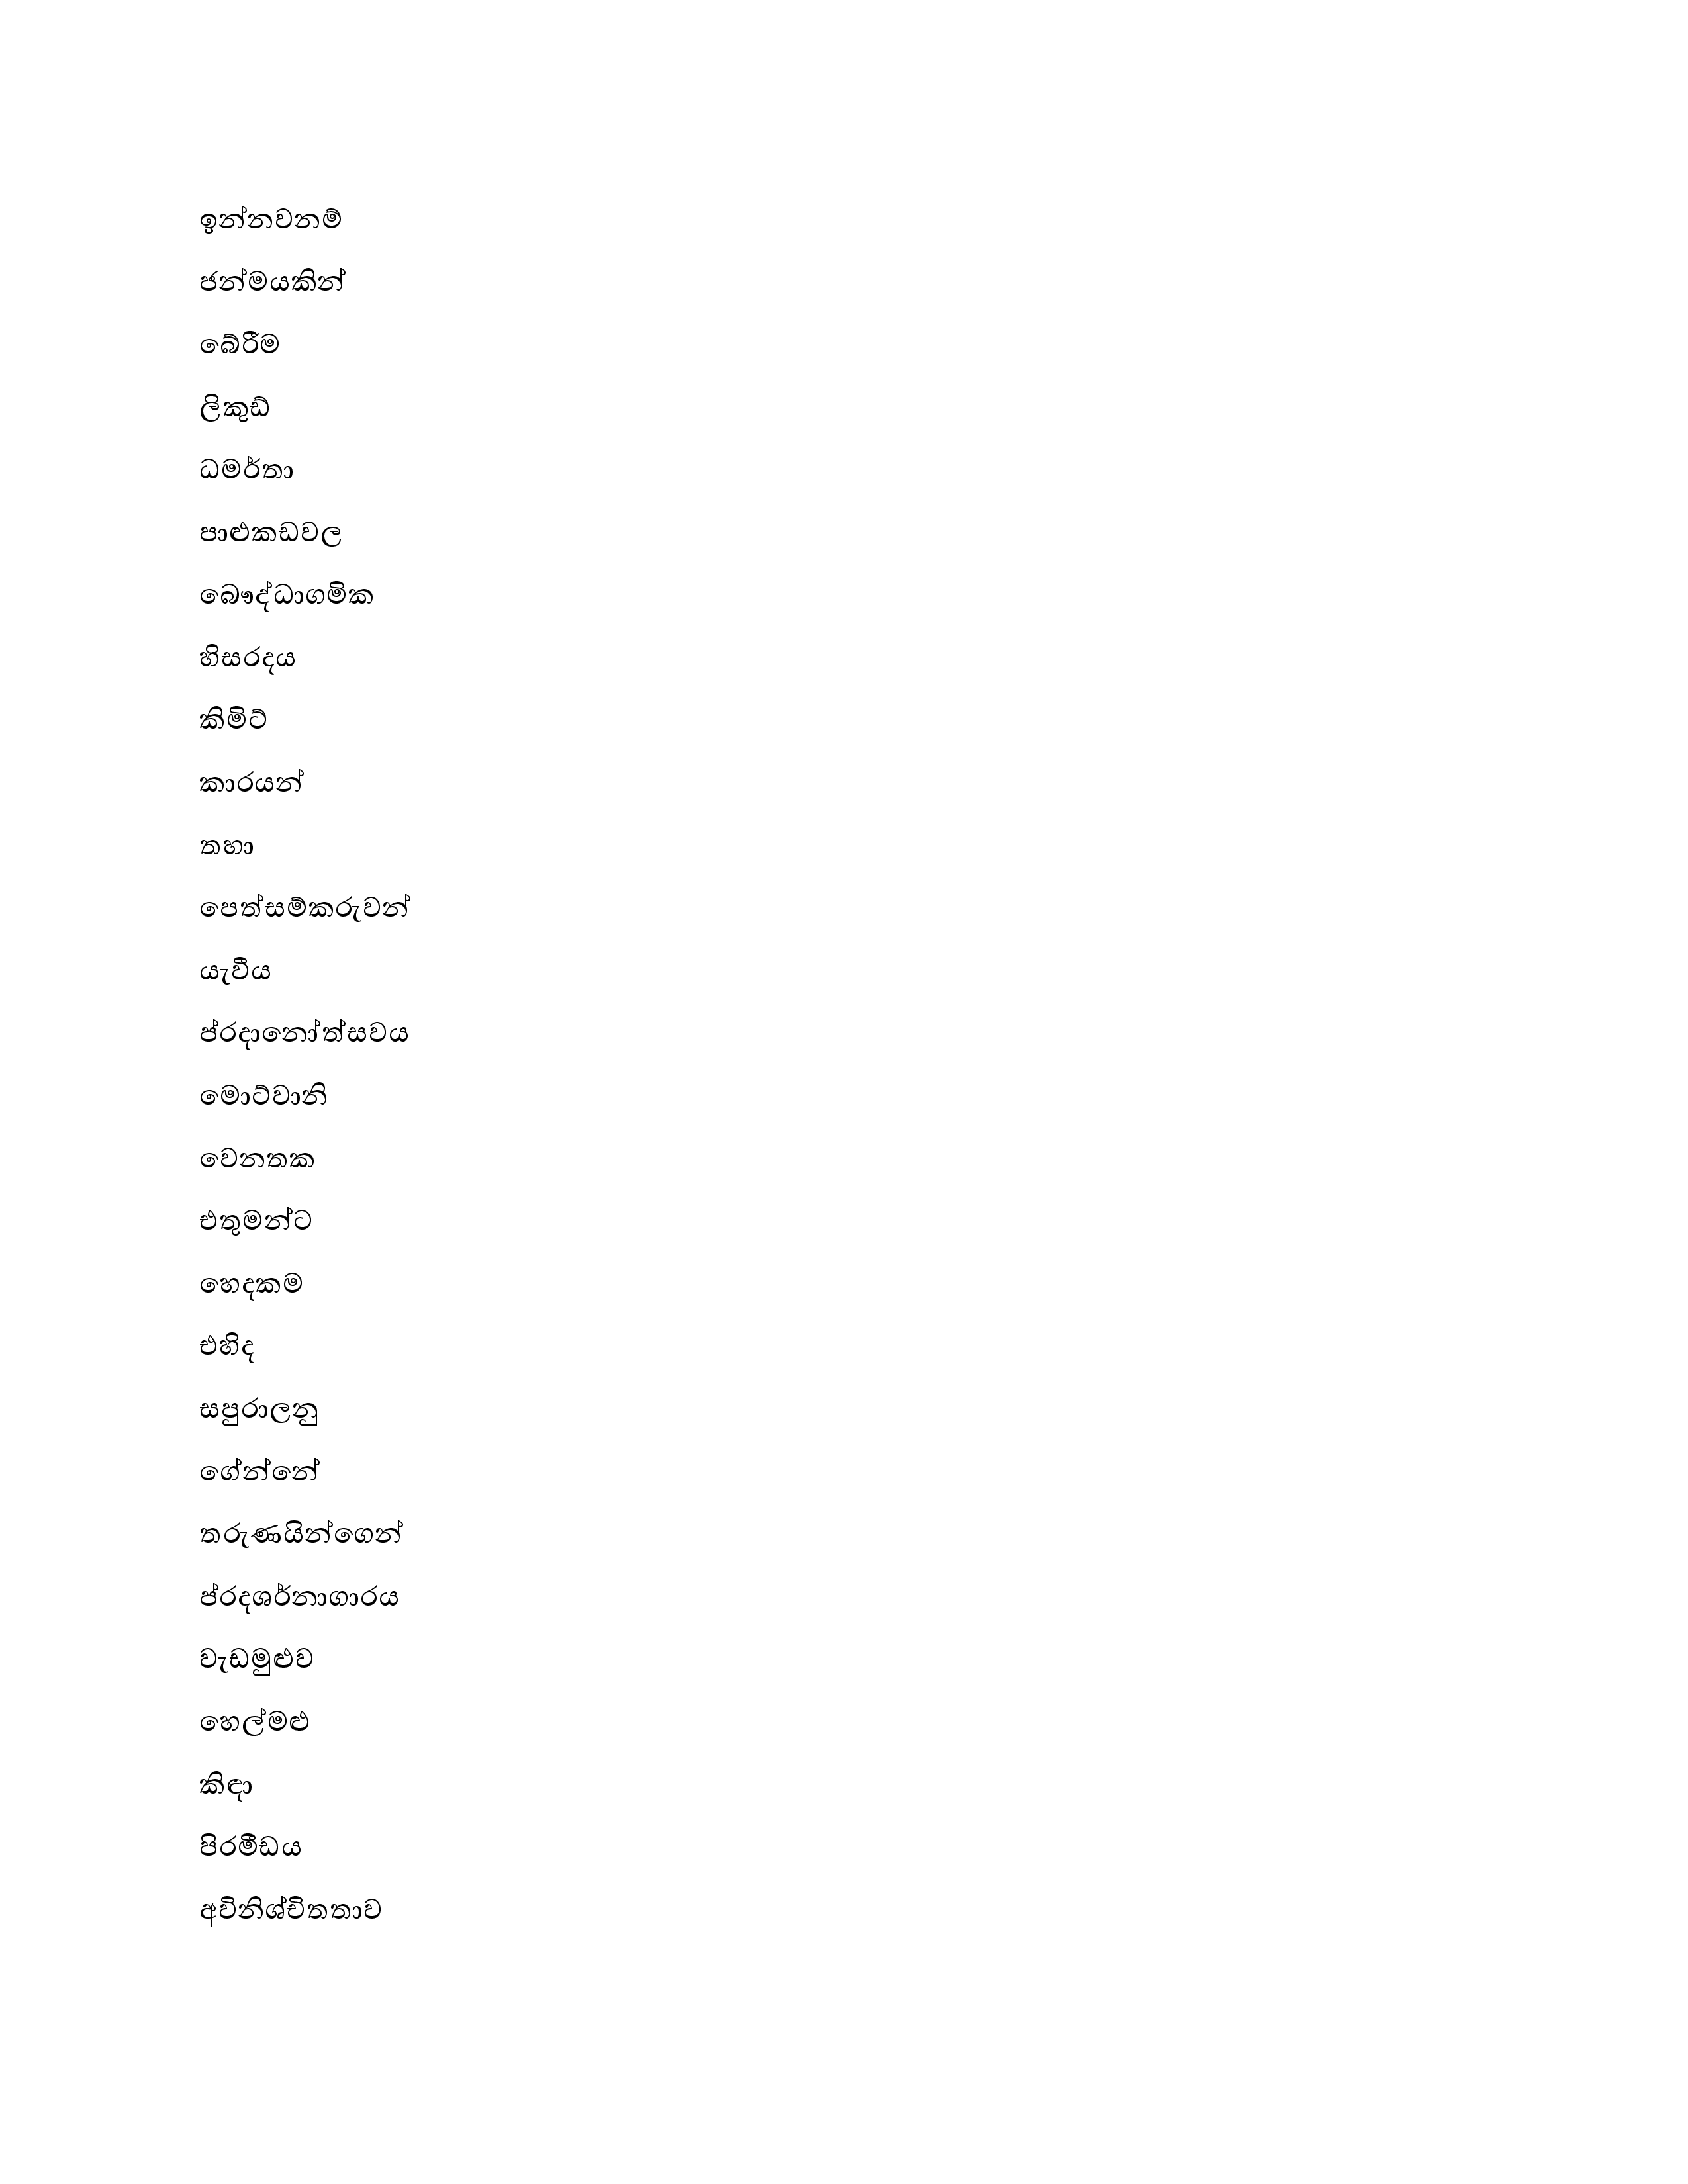 ඉන්නවනම්
ජන්මයකින්
බේරීම
ලිකුඩ්
ධමර්තා
පාළුකඩවල
බෞද්ධාගමික
හිසරදය
කිමිට්
කාරයන්
තහා
පෙත්සම්කරුවන්
යැවීය
ප්රදානෝත්සවය
මොට්වානි
වෙනතක
එතුමන්ට
හෙදකම
එහිද
සපුරාලනු
ගේන්නේ
තරුණයින්ගෙන්
ප්රදශර්නාගාරය
වැඩමුළුව
හෙල්මළු
කිඳා
පිරමීඩය
අවිනිශ්චිතතාව